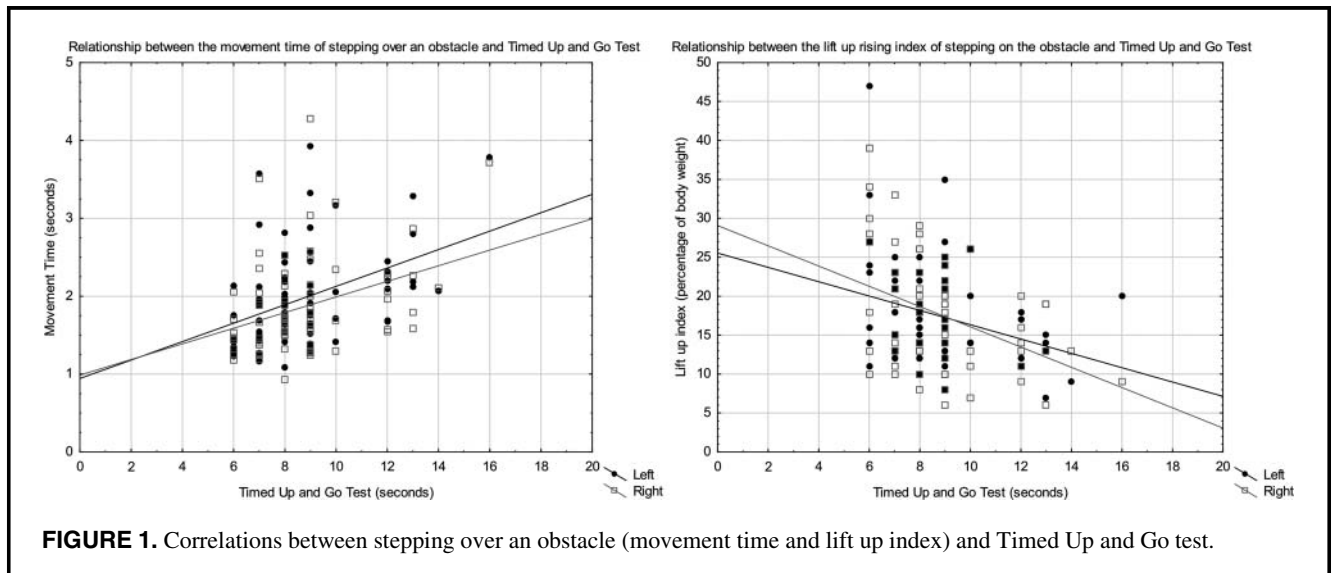 Relationship between the movement time of stepping over an obstacle and Timed Up and Go Test
5
4
3
2
1
0
Movement Time (seconds)
0 2 4 6 8 10 12 14 16 18 20
Timed Up and Go Test (seconds)
Left
Right
Relationship between the lift up rising index of stepping on the obstacle and Timed Up and Go Test
50
45
40
35
30
25
20
15
10
5
0
Lift up index (percentage of body weight)
0 2 4 6 8 10 12 14 16 18 20
Timed Up and Go Test (seconds)
Left
Right
FIGURE 1. Correlations between stepping over an obstacle (movement time and lift up index) and Timed Up and Go test.